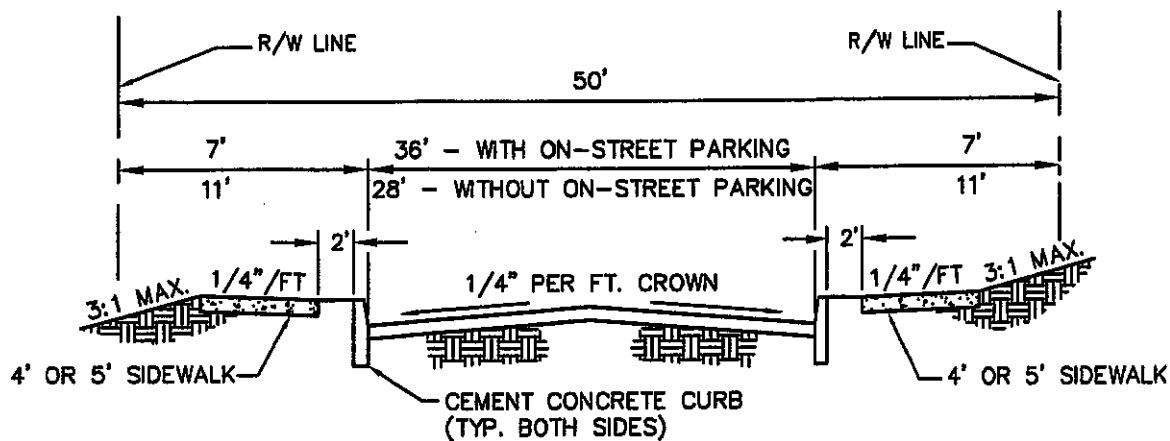 R/W LINE
R/W LINE
50'
7'
36' - WITH ON-STREET PARKING
7'
11'
28' - WITHOUT ON-STREET PARKING
11'
2'
2'
3:1 MAX.
1/4"/FT
1/4" PER FT. CROWN
1/4"/FT
3:1 MAX.
4' OR 5' SIDEWALK
4' OR 5' SIDEWALK
CEMENT CONCRETE CURB
(TYP. BOTH SIDES)